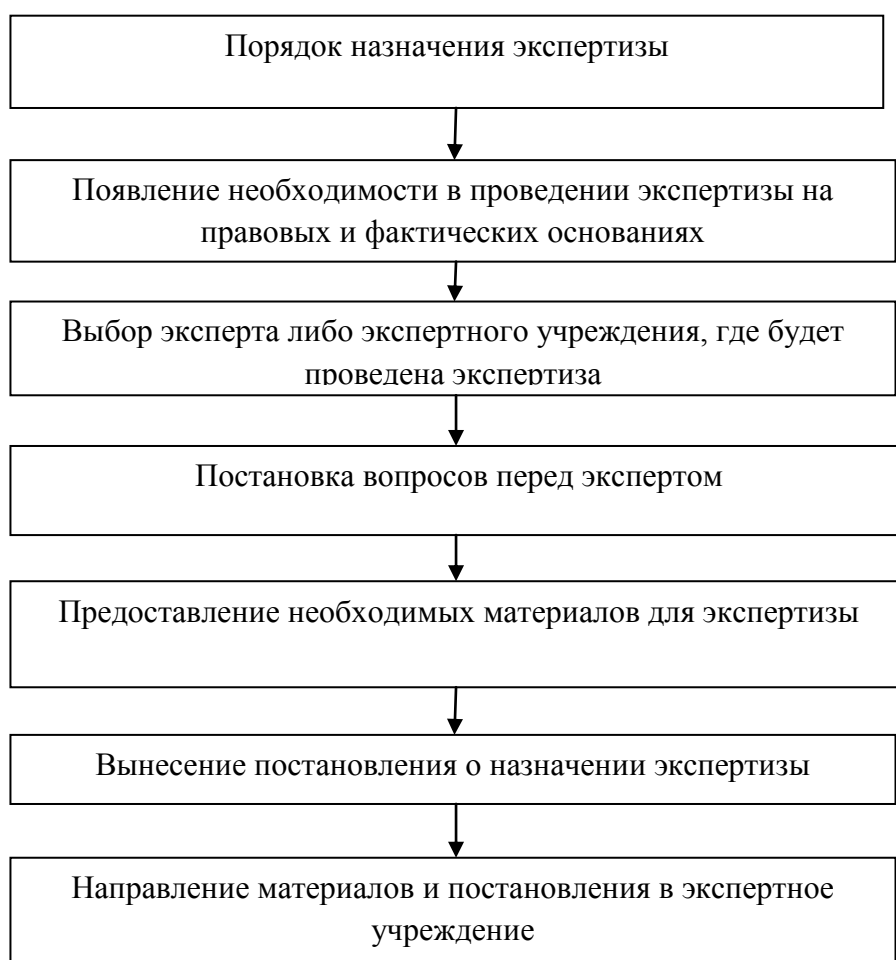 Порядок назначения экспертизы
Появление необходимости в проведении экспертизы на
правовых и фактических основаниях
Выбор эксперта либо экспертного учреждения, где будет
проведена экспертиза
Постановка вопросов перед экспертом
Предоставление необходимых материалов для экспертизы
Вынесение постановления о назначении экспертизы
Направление материалов и постановления в экспертное
учреждение